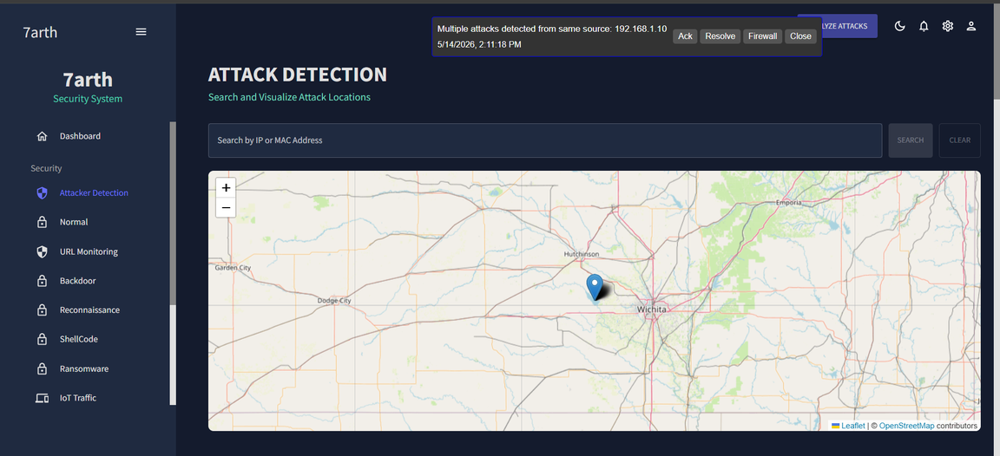 7arth
7arth
Security System
Dashboard
Security
Attacker Detection
Normal
URL Monitoring
Backdoor
Reconnaissance
ShellCode
Ransomware
IoT Traffic
Multiple attacks detected from same source: 192.168.1.10
5/14/2026, 2:11:18 PM
Ack
Resolve
Firewall
Close
LYZE ATTACKS
ATTACK DETECTION
Search and Visualize Attack Locations
Search by IP or MAC Address
SEARCH
CLEAR
+
−
Emporia
Hutchinson
Garden City
Dodge City
Wichita
Leaflet | © OpenStreetMap contributors